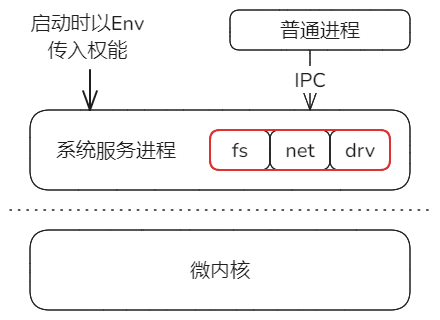 启动时以Env
传入权能
普通进程
IPC
系统服务进程
fs net drv
微内核